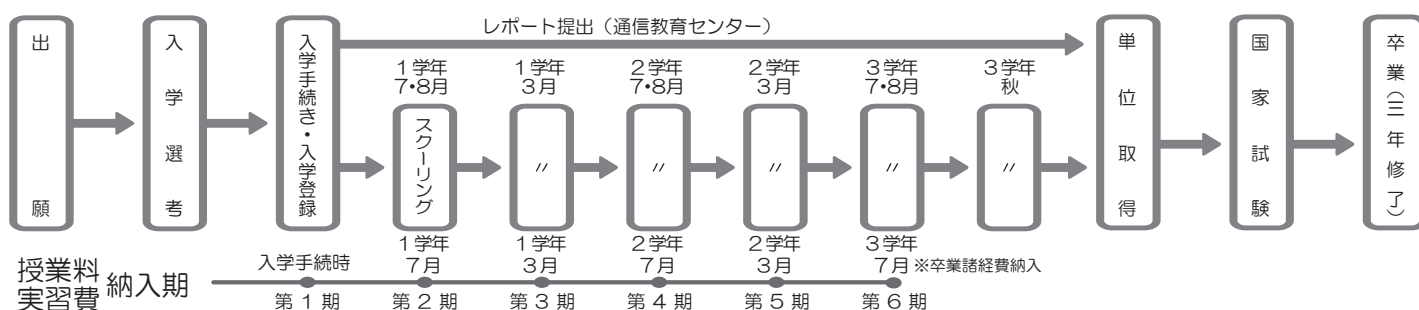 出願
入学選考
入学手続き・入学登録
レポート提出（通信教育センター）
1学年
7・8月
1学年
3月
2学年
7・8月
2学年
3月
3学年
7・8月
3学年
秋
スクーリング
〃
〃
〃
〃
〃
単位取得
国家試験
卒業（三年修了）
授業料
実習費
納入期
入学手続時
1学年
7月
1学年
3月
2学年
7月
2学年
3月
3学年
7月
※卒業諸経費納入
第1期
第2期
第3期
第4期
第5期
第6期